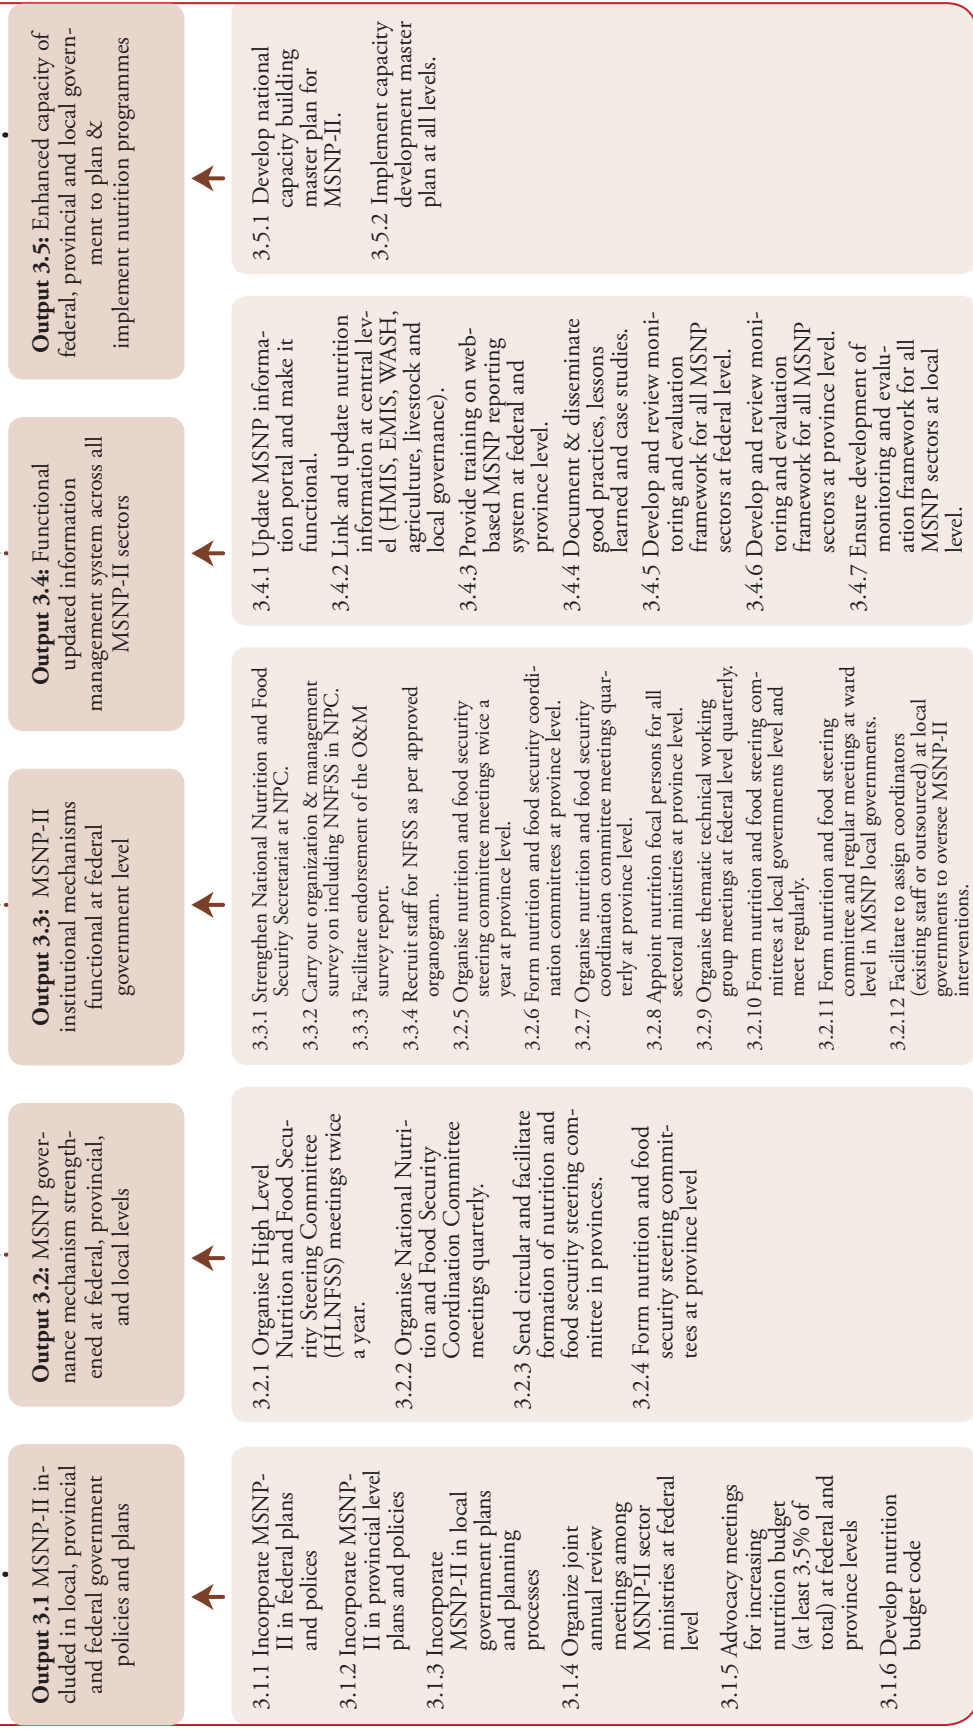 Output 3.1 MSNP-II in-
cluded in local, provincial
and federal government
policies and plans
3.1.1 Incorporate MSNP-
II in federal plans
and polices
3.1.2 Incorporate MSNP-
II in provincial level
plans and policies
3.1.3 Incorporate
MSNP-II in local
government plans
and planning
processes
3.1.4 Organize joint
annual review
meetings among
MSNP-II sector
ministries at federal
level
3.1.5 Advocacy meetings
for increasing
nutrition budget
(at least 3.5% of
total) at federal and
province levels
3.1.6 Develop nutrition
budget code
Output 3.2: MSNP gover-
nance mechanism strength-
ened at federal, provincial,
and local levels
3.2.1 Organise High Level
Nutrition and Food Secu-
rity Steering Committee
(HLNFSS) meetings twice
a year.
3.2.2 Organise National Nutri-
tion and Food Security
Coordination Committee
meetings quarterly.
3.2.3 Send circular and facilitate
formation of nutrition and
food security steering com-
mittee in provinces.
3.2.4 Form nutrition and food
security steering commit-
tees at province level
Output 3.3: MSNP-II
institutional mechanisms
functional at federal
government level
3.3.1 Strengthen National Nutrition and Food
Security Secretariat at NPC.
3.3.2 Carry out organization & management
survey on including NNFSS in NPC.
3.3.3 Facilitate endorsement of the O&M
survey report.
3.3.4 Recruit staff for NFSS as per approved
organogram.
3.2.5 Organise nutrition and food security
steering committee meetings twice a
year at province level.
3.2.6 Form nutrition and food security coordi-
nation committees at province level.
3.2.7 Organise nutrition and food security
coordination committee meetings quar-
terly at province level.
3.2.8 Appoint nutrition focal persons for all
sectoral ministries at province level.
3.2.9 Organise thematic technical working
group meetings at federal level quarterly.
3.2.10 Form nutrition and food steering com-
mittees at local governments level and
meet regularly.
3.2.11 Form nutrition and food steering
committee and regular meetings at ward
level in MSNP local governments.
3.2.12 Facilitate to assign coordinators
(existing staff or outsourced) at local
governments to oversee MSNP-II
interventions.
Output 3.4: Functional
updated information
management system across all
MSNP-II sectors
3.4.1 Update MSNP informa-
tion portal and make it
functional.
3.4.2 Link and update nutrition
information at central lev-
el (HMIS, EMIS, WASH,
agriculture, livestock and
local governance).
3.4.3 Provide training on web-
based MSNP reporting
system at federal and
province level.
3.4.4 Document & disseminate
good practices, lessons
learned and case studies.
3.4.5 Develop and review moni-
toring and evaluation
framework for all MSNP
sectors at federal level.
3.4.6 Develop and review moni-
toring and evaluation
framework for all MSNP
sectors at province level.
3.4.7 Ensure development of
monitoring and evalu-
ation framework for all
MSNP sectors at local
level.
Output 3.5: Enhanced capacity of
federal, provincial and local govern-
ment to plan &
implement nutrition programmes
3.5.1 Develop national
capacity building
master plan for
MSNP-II.
3.5.2 Implement capacity
development master
plan at all levels.